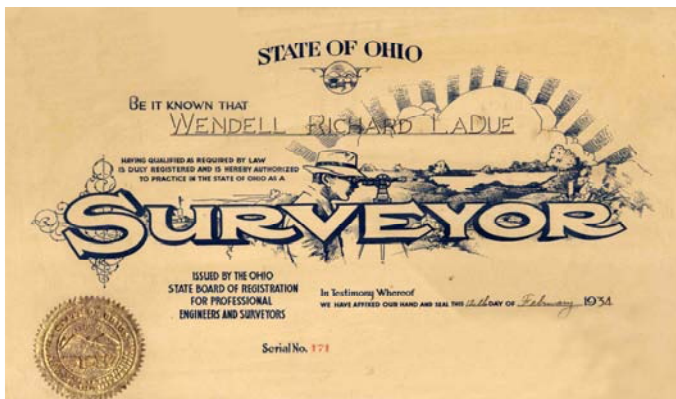 STATE OF OHIO
BE IT KNOWN THAT
WENDELL RICHARD LADUE
HAVING QUALIFIED AS REQUIRED BY LAW
IS DULY REGISTERED AND IS HEREBY AUTHORIZED
TO PRACTICE IN THE STATE OF OHIO AS A
SURVEYOR
ISSUED BY THE OHIO
STATE BOARD OF REGISTRATION
FOR PROFESSIONAL
ENGINEERS AND SURVEYORS
In Testimony Whereof
WE HAVE AFFIXED OUR HAND AND SEAL THIS 12th DAY OF February 1934
Serial No. 171